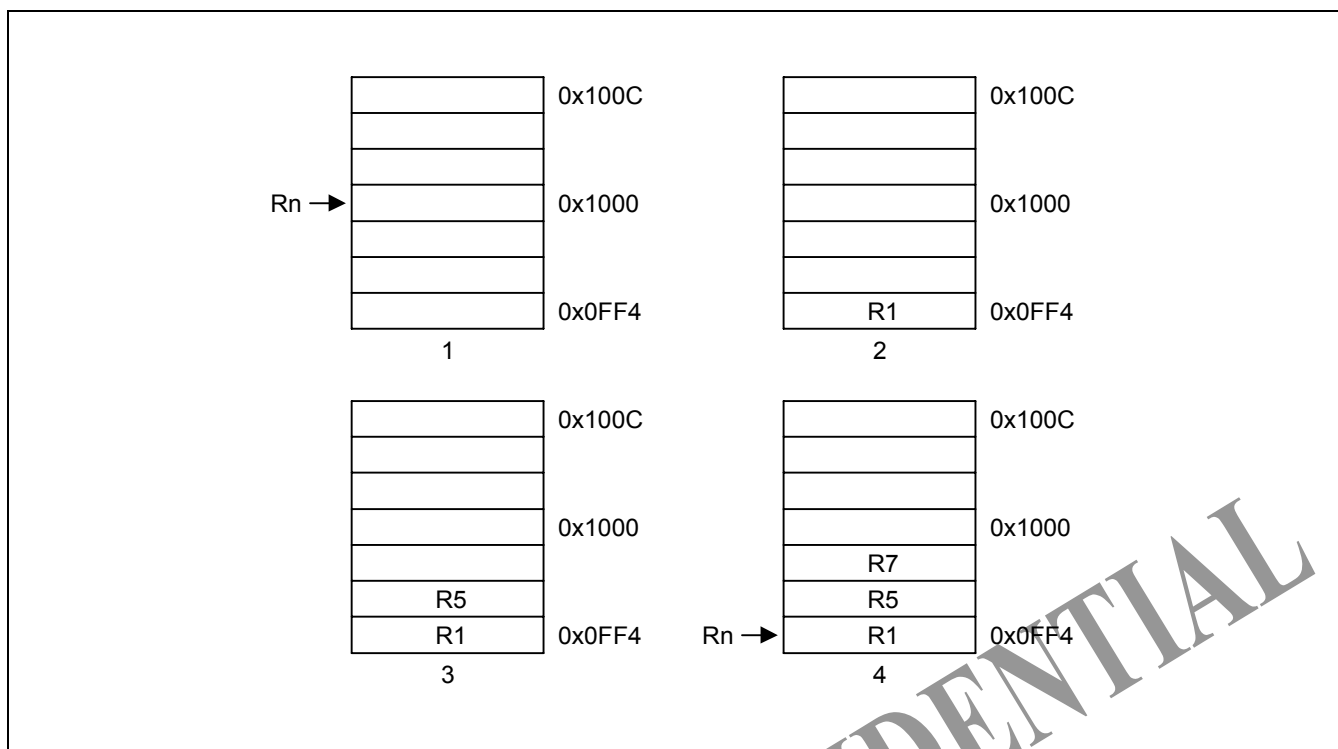 0x100C 0x100C
Rn 0x1000 0x1000
0x0FF4 R1 0x0FF4
1 2
0x100C 0x100C
0x1000 0x1000
R7
R5 R5
R1 0x0FF4 Rn R1 0x0FF4
3 4
IDENTIAL